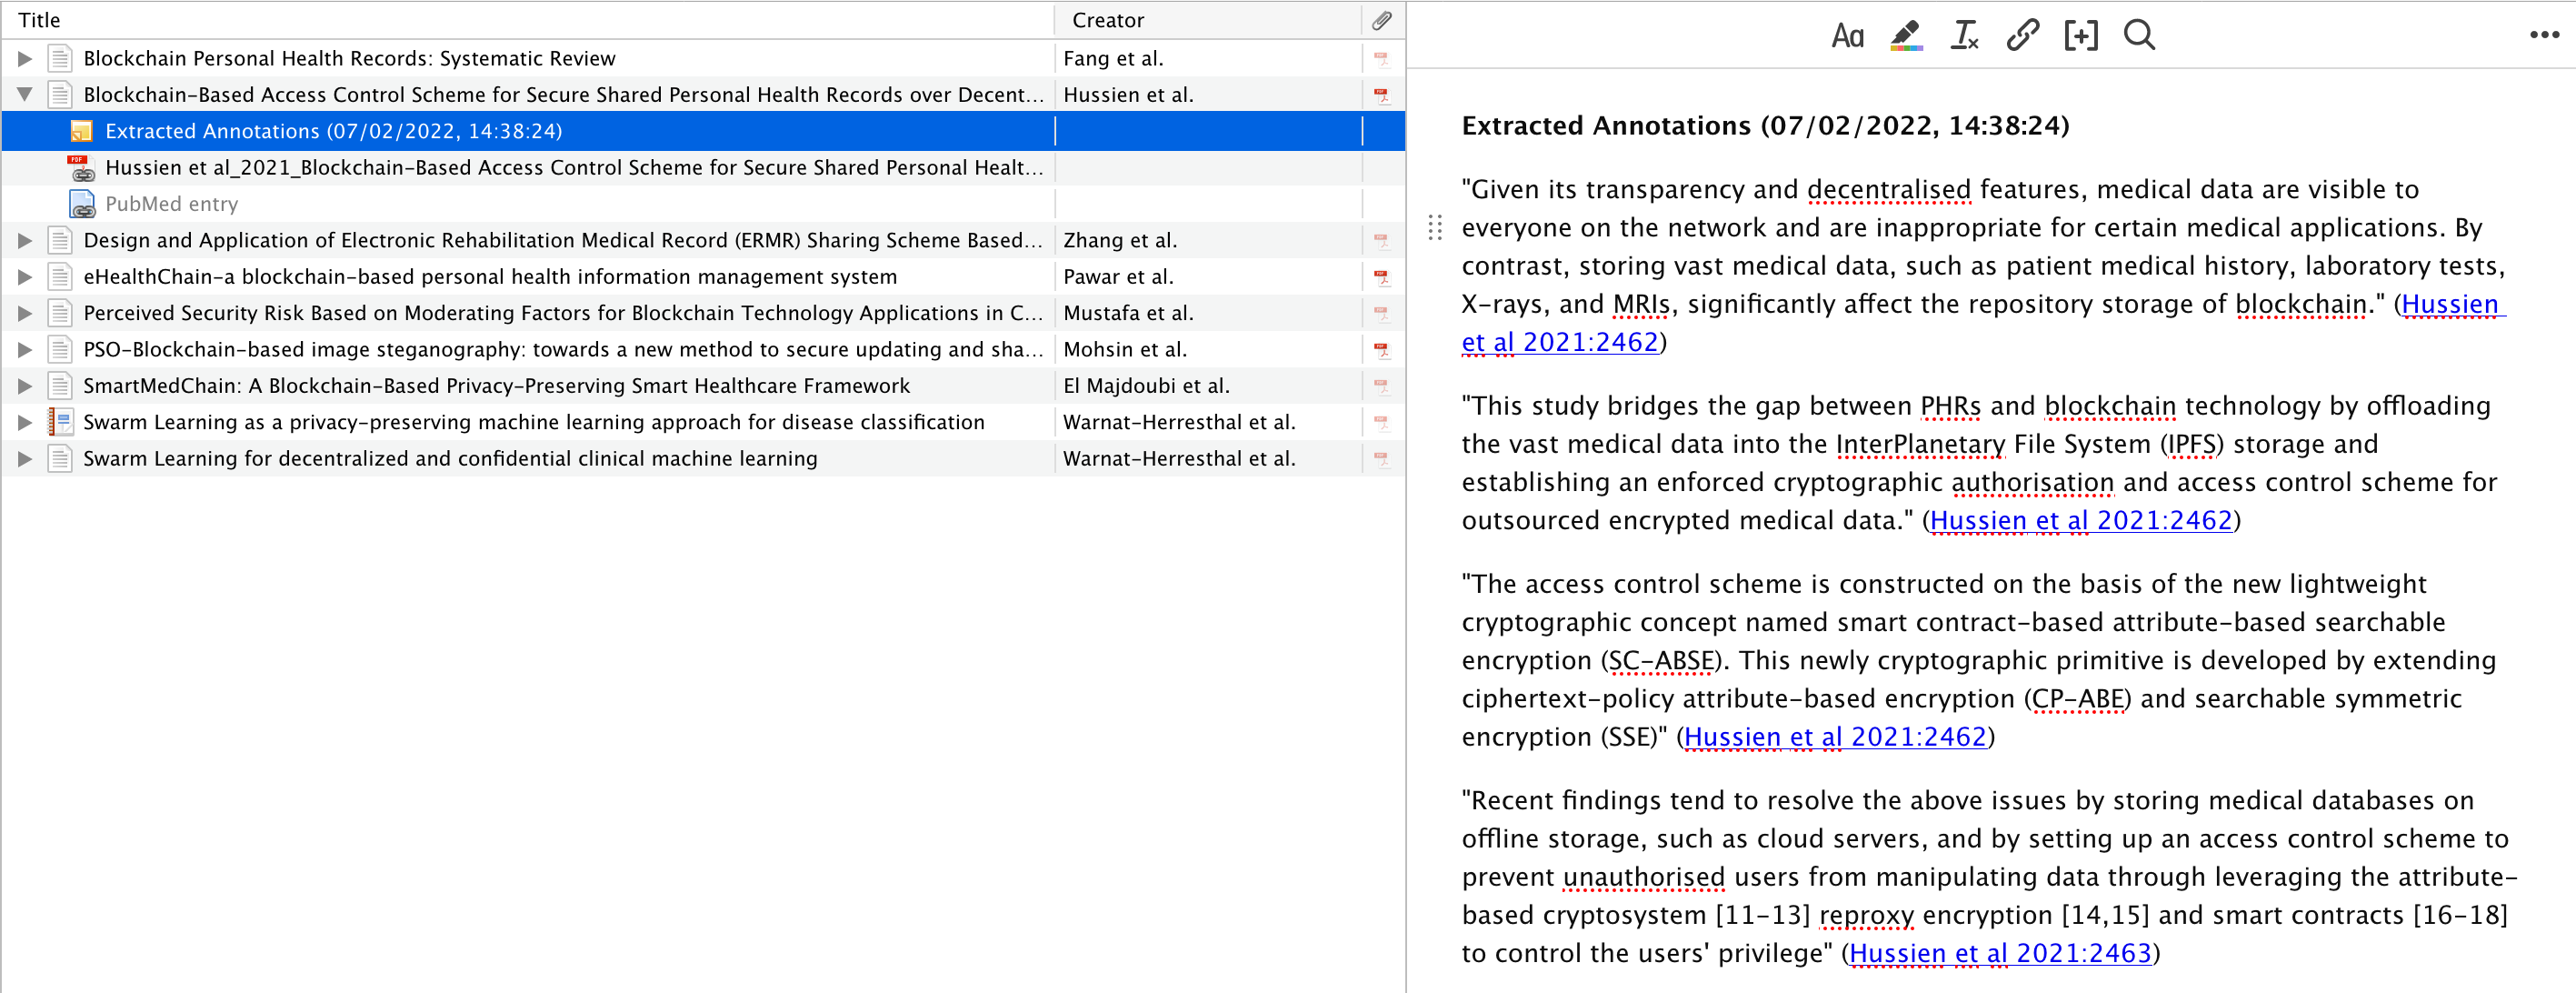 Title Creator
Blockchain Personal Health Records: Systematic Review Fang et al.
Blockchain-Based Access Control Scheme for Secure Shared Personal Health Records over Decent... Hussien et al.
Extracted Annotations (07/02/2022, 14:38:24)
Hussien et al_2021_Blockchain-Based Access Control Scheme for Secure Shared Personal Healt...
PubMed entry
Design and Application of Electronic Rehabilitation Medical Record (ERMR) Sharing Scheme Based... Zhang et al.
eHealthChain-a blockchain-based personal health information management system Pawar et al.
Perceived Security Risk Based on Moderating Factors for Blockchain Technology Applications in C... Mustafa et al.
PSO-Blockchain-based image steganography: towards a new method to secure updating and sha... Mohsin et al.
SmartMedChain: A Blockchain-Based Privacy-Preserving Smart Healthcare Framework El Majdoubi et al.
Swarm Learning as a privacy-preserving machine learning approach for disease classification Warnat-Herresthal et al.
Swarm Learning for decentralized and confidential clinical machine learning Warnat-Herresthal et al.
Aa
Extracted Annotations (07/02/2022, 14:38:24)
"Given its transparency and decentralised features, medical data are visible to
everyone on the network and are inappropriate for certain medical applications. By
contrast, storing vast medical data, such as patient medical history, laboratory tests,
X-rays, and MRIs, significantly affect the repository storage of blockchain." (Hussien
et al 2021:2462)
"This study bridges the gap between PHRs and blockchain technology by offloading
the vast medical data into the InterPlanetary File System (IPFS) storage and
establishing an enforced cryptographic authorisation and access control scheme for
outsourced encrypted medical data." (Hussien et al 2021:2462)
"The access control scheme is constructed on the basis of the new lightweight
cryptographic concept named smart contract-based attribute-based searchable
encryption (SC-ABSE). This newly cryptographic primitive is developed by extending
ciphertext-policy attribute-based encryption (CP-ABE) and searchable symmetric
encryption (SSE)" (Hussien et al 2021:2462)
"Recent findings tend to resolve the above issues by storing medical databases on
offline storage, such as cloud servers, and by setting up an access control scheme to
prevent unauthorised users from manipulating data through leveraging the attribute-
based cryptosystem [11-13] reproxy encryption [14,15] and smart contracts [16-18]
to control the users' privilege" (Hussien et al 2021:2463)